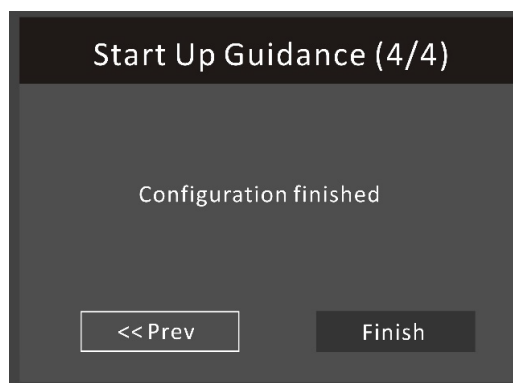 Start Up Guidance (4/4)
Configuration finished
<< Prev
Finish